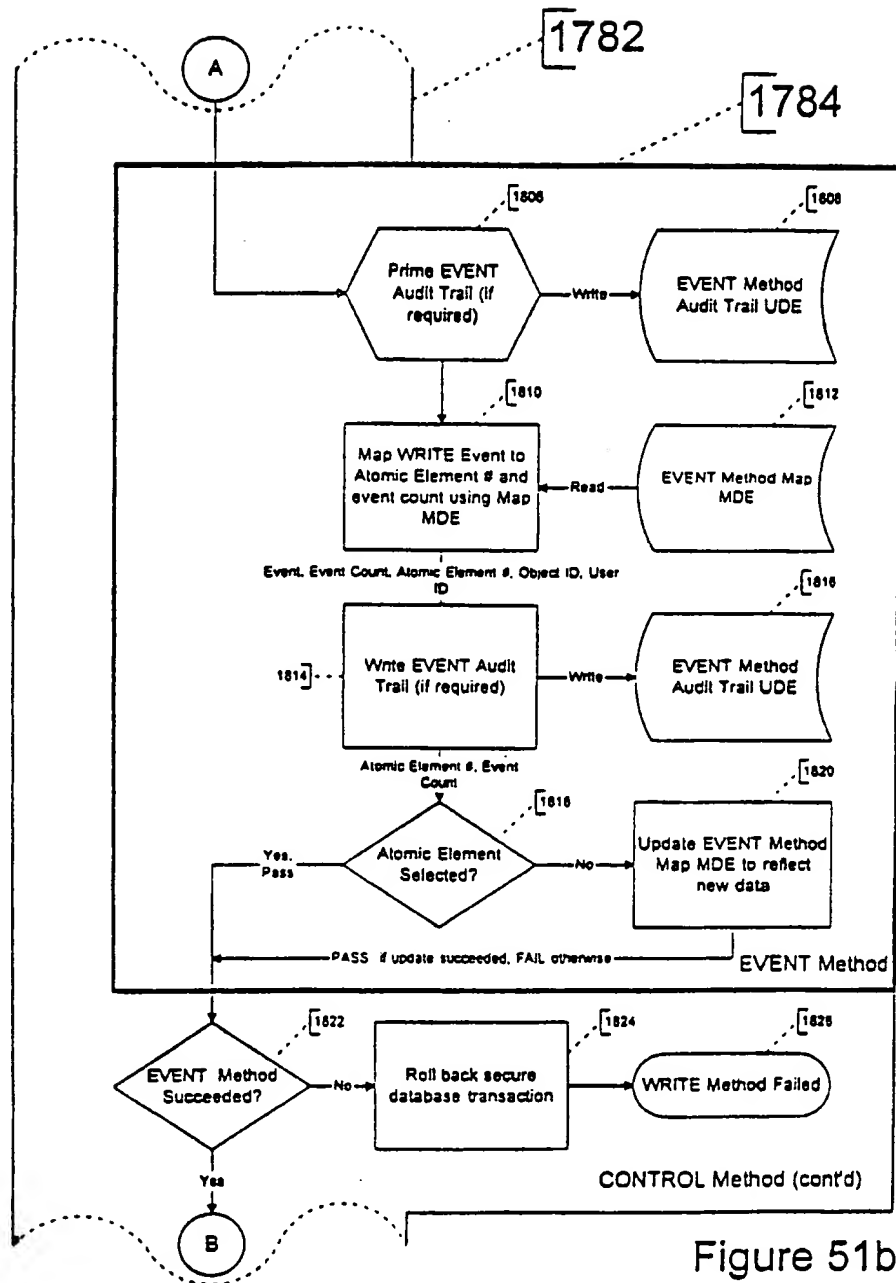 1782
A
1784
1806
1808
Prime EVENT
Audit Trail (if
required)
Write
EVENT Method
Audit Trail UDE
1810
1812
Map WRITE Event to
Atomic Element # and
event count using Map
MDE
Read
EVENT Method Map
MDE
Event, Event Count, Atomic Element #, Object ID, User
ID
1816
1814
Write EVENT Audit
Trail (if required)
Write
EVENT Method
Audit Trail UDE
Atomic Element #, Event
Count
1818
1820
Yes,
Pass
Atomic Element
Selected?
No
Update EVENT Method
Map MDE to reflect
new data
PASS if update succeeded, FAIL otherwise
EVENT Method
1822
1824
1826
EVENT Method
Succeeded?
No
Roll back secure
database transaction
WRITE Method Failed
Yes
CONTROL Method (cont'd)
B
Figure 51b